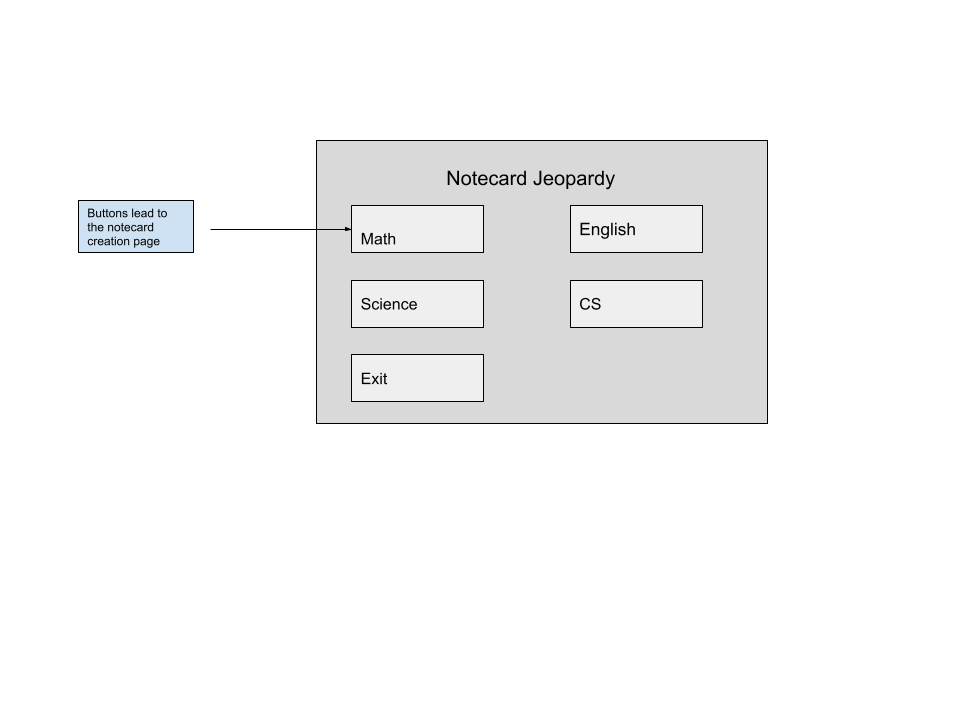 Notecard Jeopardy
Buttons lead to
the notecard
creation page
Math
English
Science
CS
Exit